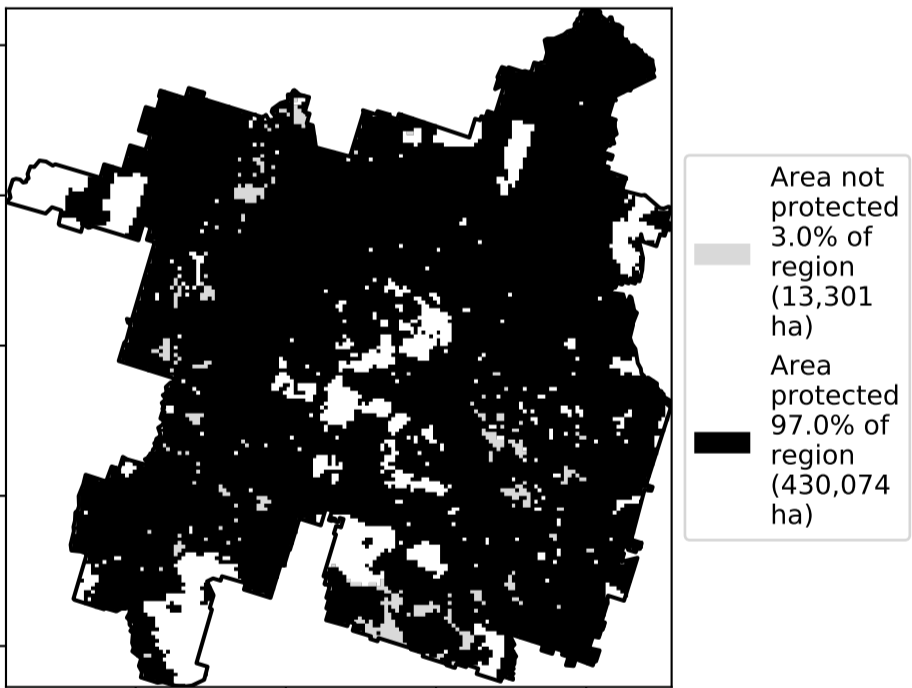 Area not
protected
3.0% of
region
(13,301
ha)
Area
protected
97.0% of
region
(430,074
ha)